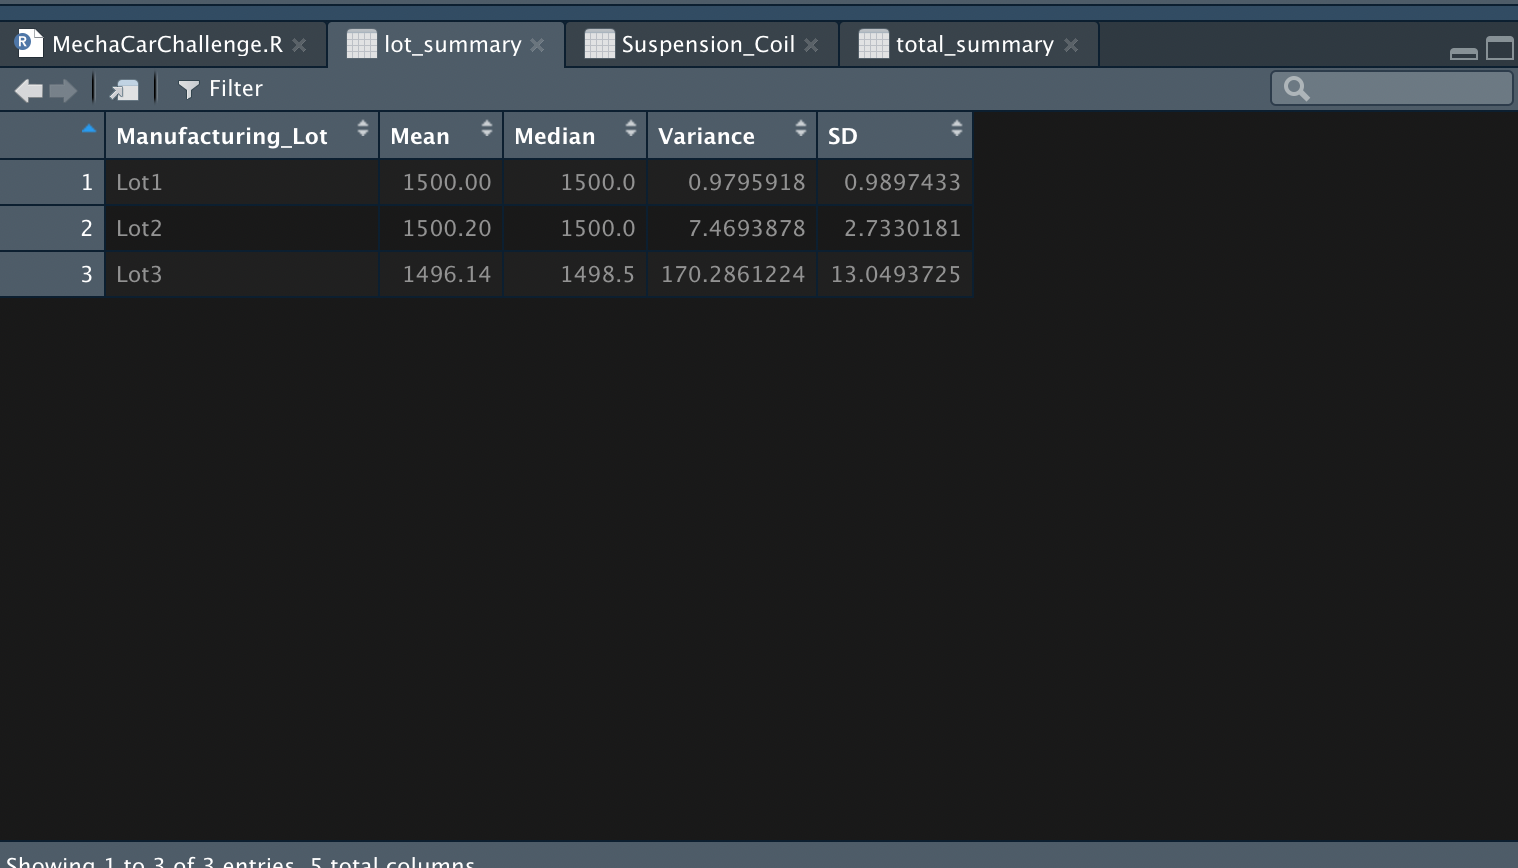 MechaCarChallenge.R lot_summary Suspension_Coil total_summary
Filter
Manufacturing_Lot Mean Median Variance SD
1 Lot1 1500.00 1500.0 0.9795918 0.9897433
2 Lot2 1500.20 1500.0 7.4693878 2.7330181
3 Lot3 1496.14 1498.5 170.2861224 13.0493725
Showing 1 to 3 of 3 entries, 5 total columns